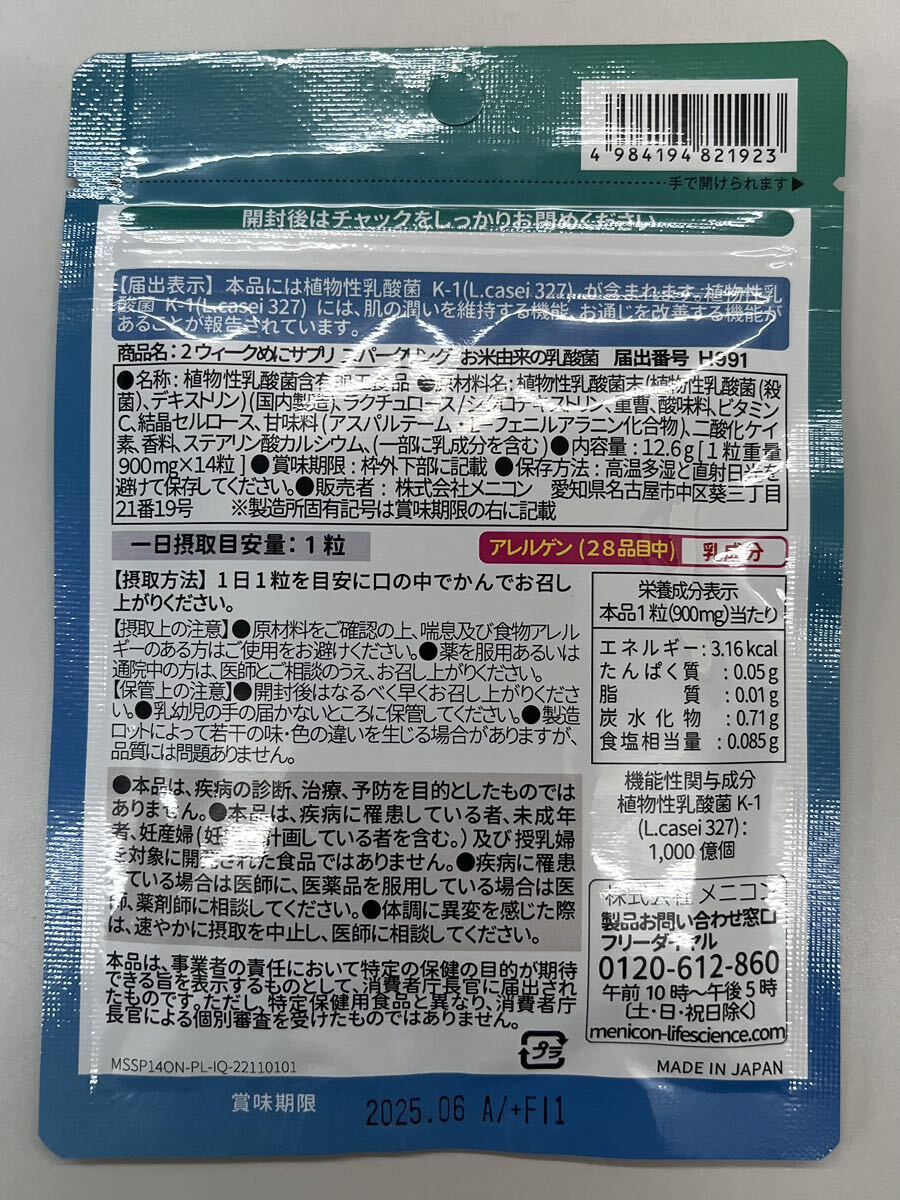 4 984194 821923
手で開けられます▶
開封後はチャックをしっかりお閉めください
【届出表示】本品には植物性乳酸菌 K-1(L.casei 327) が含まれます。植物性乳
酸菌 K-1(L.casei 327) には、肌の潤いを維持する機能、お通じを改善する機能が
あることが報告されています。
商品名：2ウィークめにサプリ スパークリング お米由来の乳酸菌 届出番号 H991
●名称：植物性乳酸菌含有加工食品 ●原材料名：植物性乳酸菌末(植物性乳酸菌(殺
菌)、デキストリン)(国内製造)、ラクチュロース/シクロデキストリン、重曹、酸味料、ビタミン
C、結晶セルロース、甘味料(アスパルテーム・L-フェニルアラニン化合物)、二酸化ケイ
素、香料、ステアリン酸カルシウム、(一部に乳成分を含む)●内容量：12.6g[1粒重量
900mg×14粒]●賞味期限：枠外下部に記載 ●保存方法：高温多湿と直射日光を
避けて保存してください。●販売者：株式会社メニコン 愛知県名古屋市中区葵三丁目
21番19号 ※製造所固有記号は賞味期限の右に記載
一日摂取目安量：1粒
アレルゲン(28品目中) 乳成分
【摂取方法】1日1粒を目安に口の中でかんでお召し
上がりください。
【摂取上の注意】●原材料をご確認の上、喘息及び食物アレル
ギーのある方はご使用をお避けください。●薬を服用あるいは
通院中の方は、医師とご相談のうえ、お召し上がりください。
【保管上の注意】●開封後はなるべく早くお召し上がりくださ
い。●乳幼児の手の届かないところに保管してください。●製造
ロットによって若干の味・色の違いを生じる場合がありますが、
品質には問題ありません。
●本品は、疾病の診断、治療、予防を目的としたものでは
ありません。●本品は、疾病に罹患している者、未成年
者、妊産婦(妊 計画している者を含む。)及び授乳婦
を対象に開発された食品ではありません。●疾病に罹患
している場合は医師に、医薬品を服用している場合は医
師、薬剤師に相談してください。●体調に異変を感じた際
は、速やかに摂取を中止し、医師に相談してください。
本品は、事業者の責任において特定の保健の目的が期待
できる旨を表示するものとして、消費者庁長官に届出され
たものです。ただし、特定保健用食品と異なり、消費者庁
長官による個別審査を受けたものではありません。
栄養成分表示
本品1粒(900mg)当たり
エネルギー：3.16kcal
たんぱく質：0.05g
脂質：0.01g
炭水化物：0.71g
食塩相当量：0.085g
機能性関与成分
植物性乳酸菌 K-1
(L.casei 327)：
1,000億個
株式会社 メニコン
製品お問い合わせ窓口
フリーダイヤル
0120-612-860
午前10時〜午後5時
(土・日・祝日除く)
menicon-lifescience.com
プラ
MSSP14ON-PL-IQ-22110101
MADE IN JAPAN
賞味期限 2025.06 A/+FI1